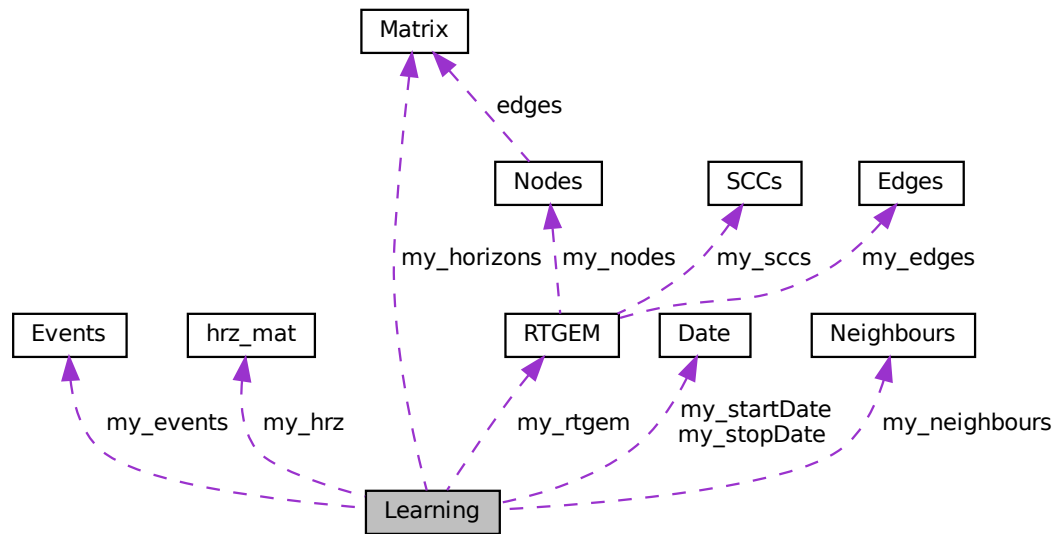 Matrix
edges
Nodes
SCCs
Edges
my_horizons
my_nodes
my_sccs
my_edges
Events
hrz_mat
RTGEM
Date
Neighbours
my_events
my_hrz
my_rtgem
my_startDate
my_stopDate
my_neighbours
Learning